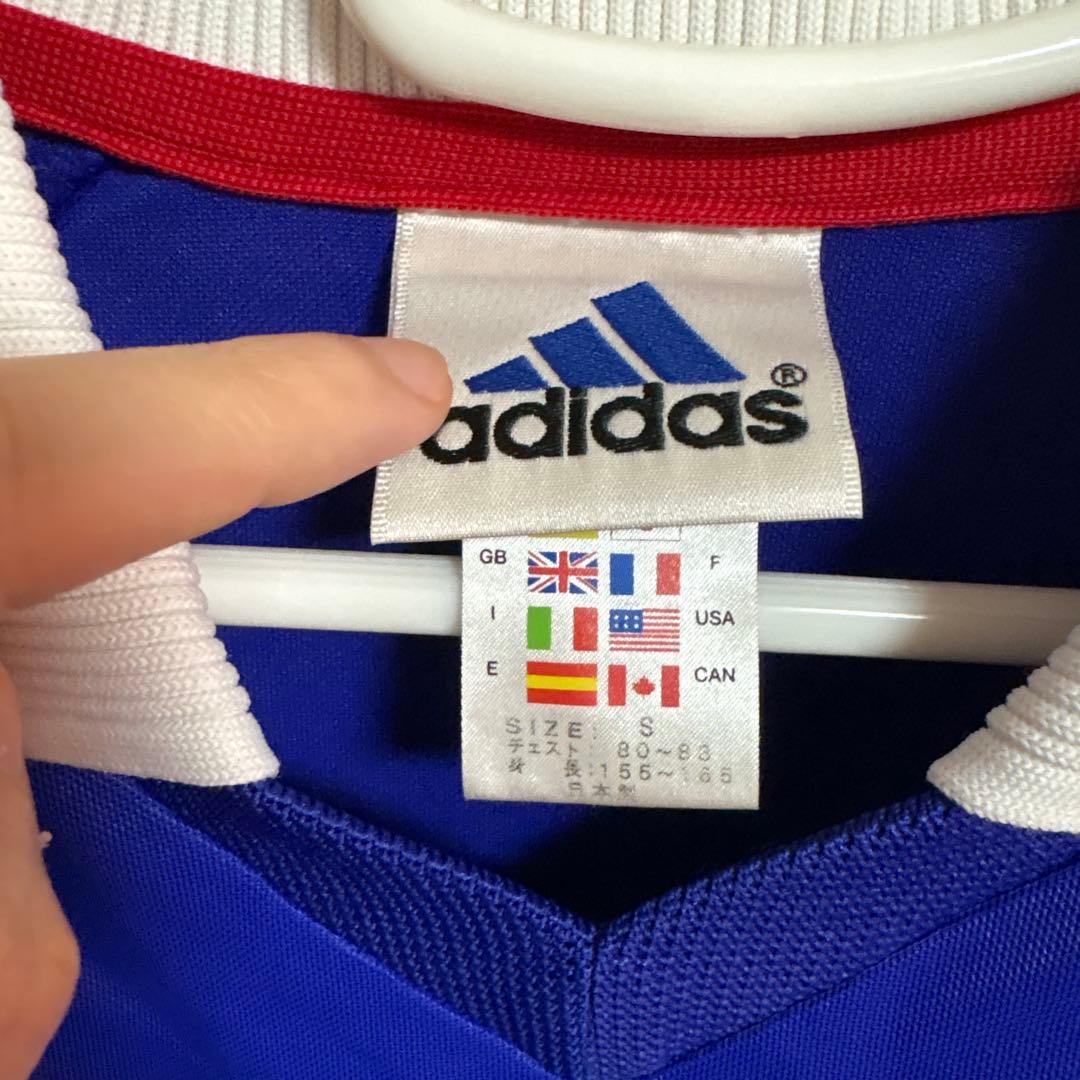 adidas®
GB F
I USA
E CAN
SIZE: S
チェスト: 80~88
身 長:155~165
日本製